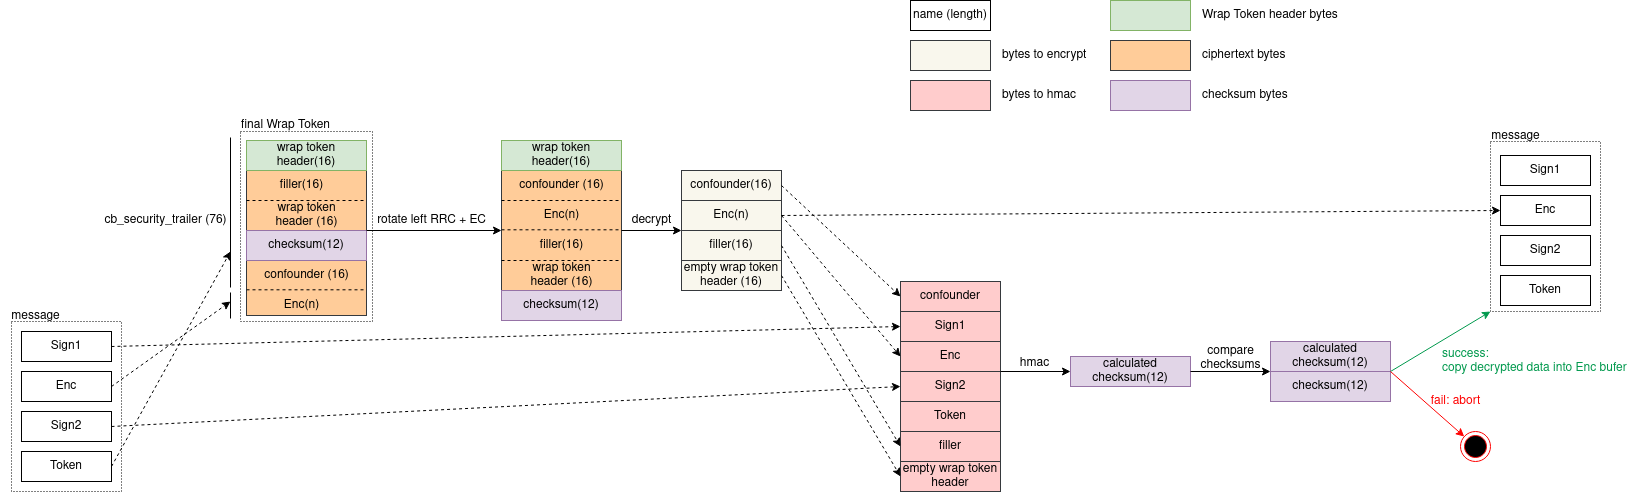 name (length)
Wrap Token header bytes
bytes to encrypt
ciphertext bytes
bytes to hmac
checksum bytes
final Wrap Token
wrap token
header(16)
filler(16)
wrap token
header (16)
checksum(12)
confounder (16)
Enc(n)
cb_security_trailer (76)
message
Sign1
Enc
Sign2
Token
rotate left RRC + EC
wrap token
header(16)
confounder (16)
Enc(n)
filler(16)
wrap token
header (16)
checksum(12)
decrypt
confounder(16)
Enc(n)
filler(16)
empty wrap token
header (16)
confounder
Sign1
Enc
Sign2
Token
filler
empty wrap token
header
hmac
calculated
checksum(12)
compare
checksums
calculated
checksum(12)
checksum(12)
message
Sign1
Enc
Sign2
Token
success:
copy decrypted data into Enc bufer
fail: abort